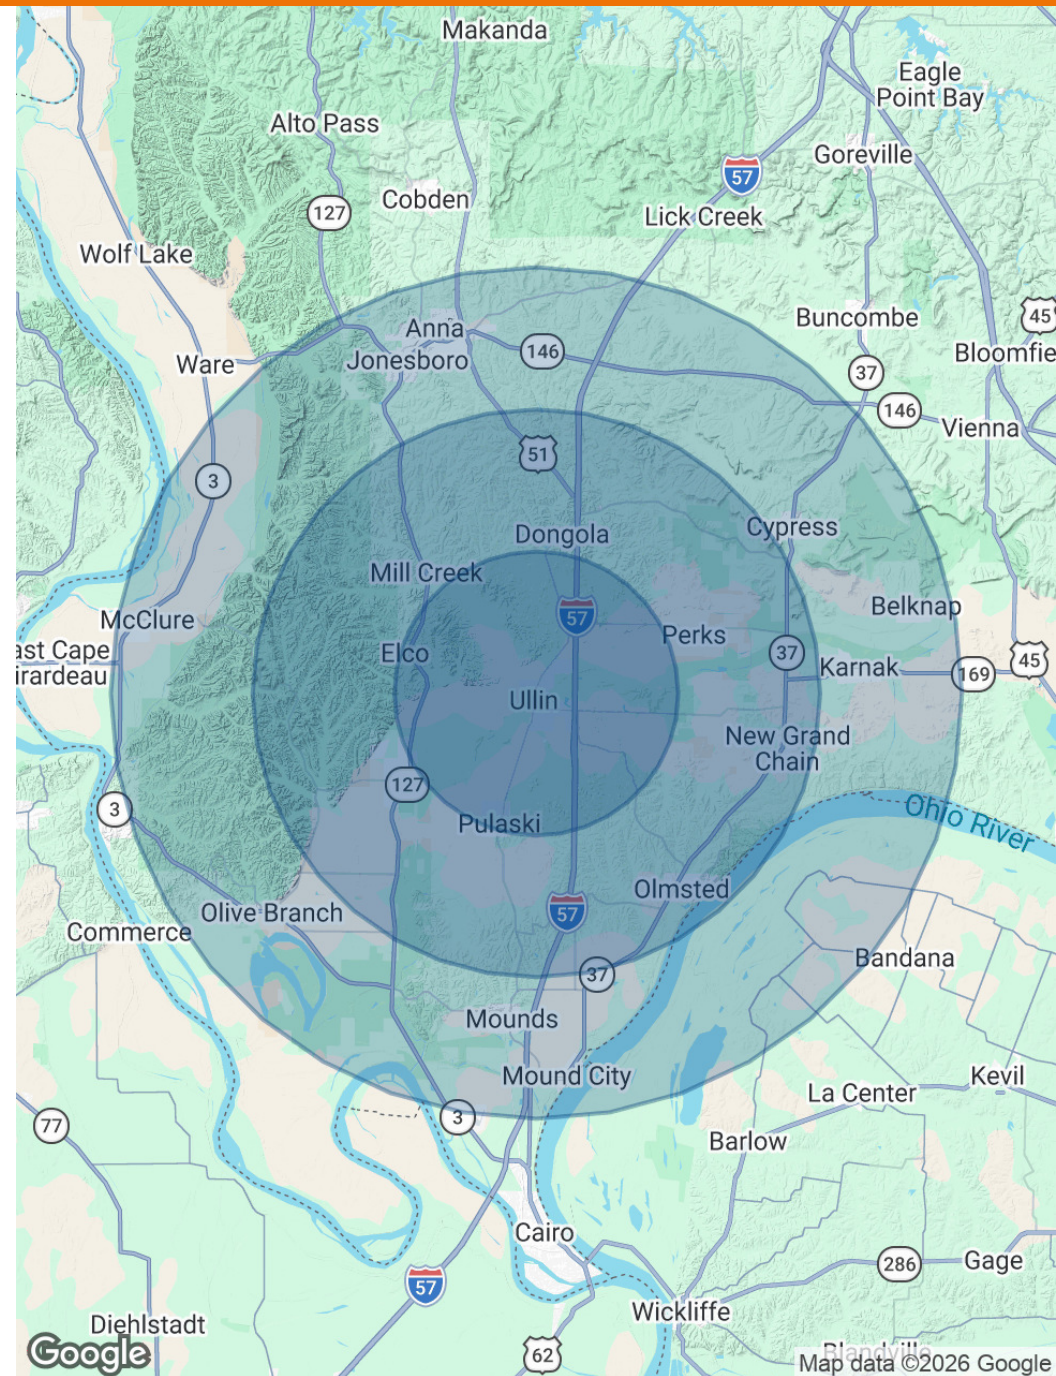 Makanda
Eagle
Point Bay
Alto Pass
Goreville
57
Cobden
127
Lick Creek
Wolf Lake
45
Buncombe
Anna
146
Bloomfie
Ware
Jonesboro
37
146
Vienna
51
3
Cypress
Dongola
Mill Creek
Belknap
57
McClure
Perks
ast Cape
irardeau
Elco
37
Karnak
169
45
Ullin
New Grand
Chain
127
3
Pulaski
Ohio River
Olmsted
Olive Branch
57
Commerce
Bandana
37
Mounds
Mound City
Kevil
La Center
3
77
Barlow
Cairo
286
Gage
57
Wickliffe
Diehlstadt
62
Blandville
Google
Map data ©2026 Google